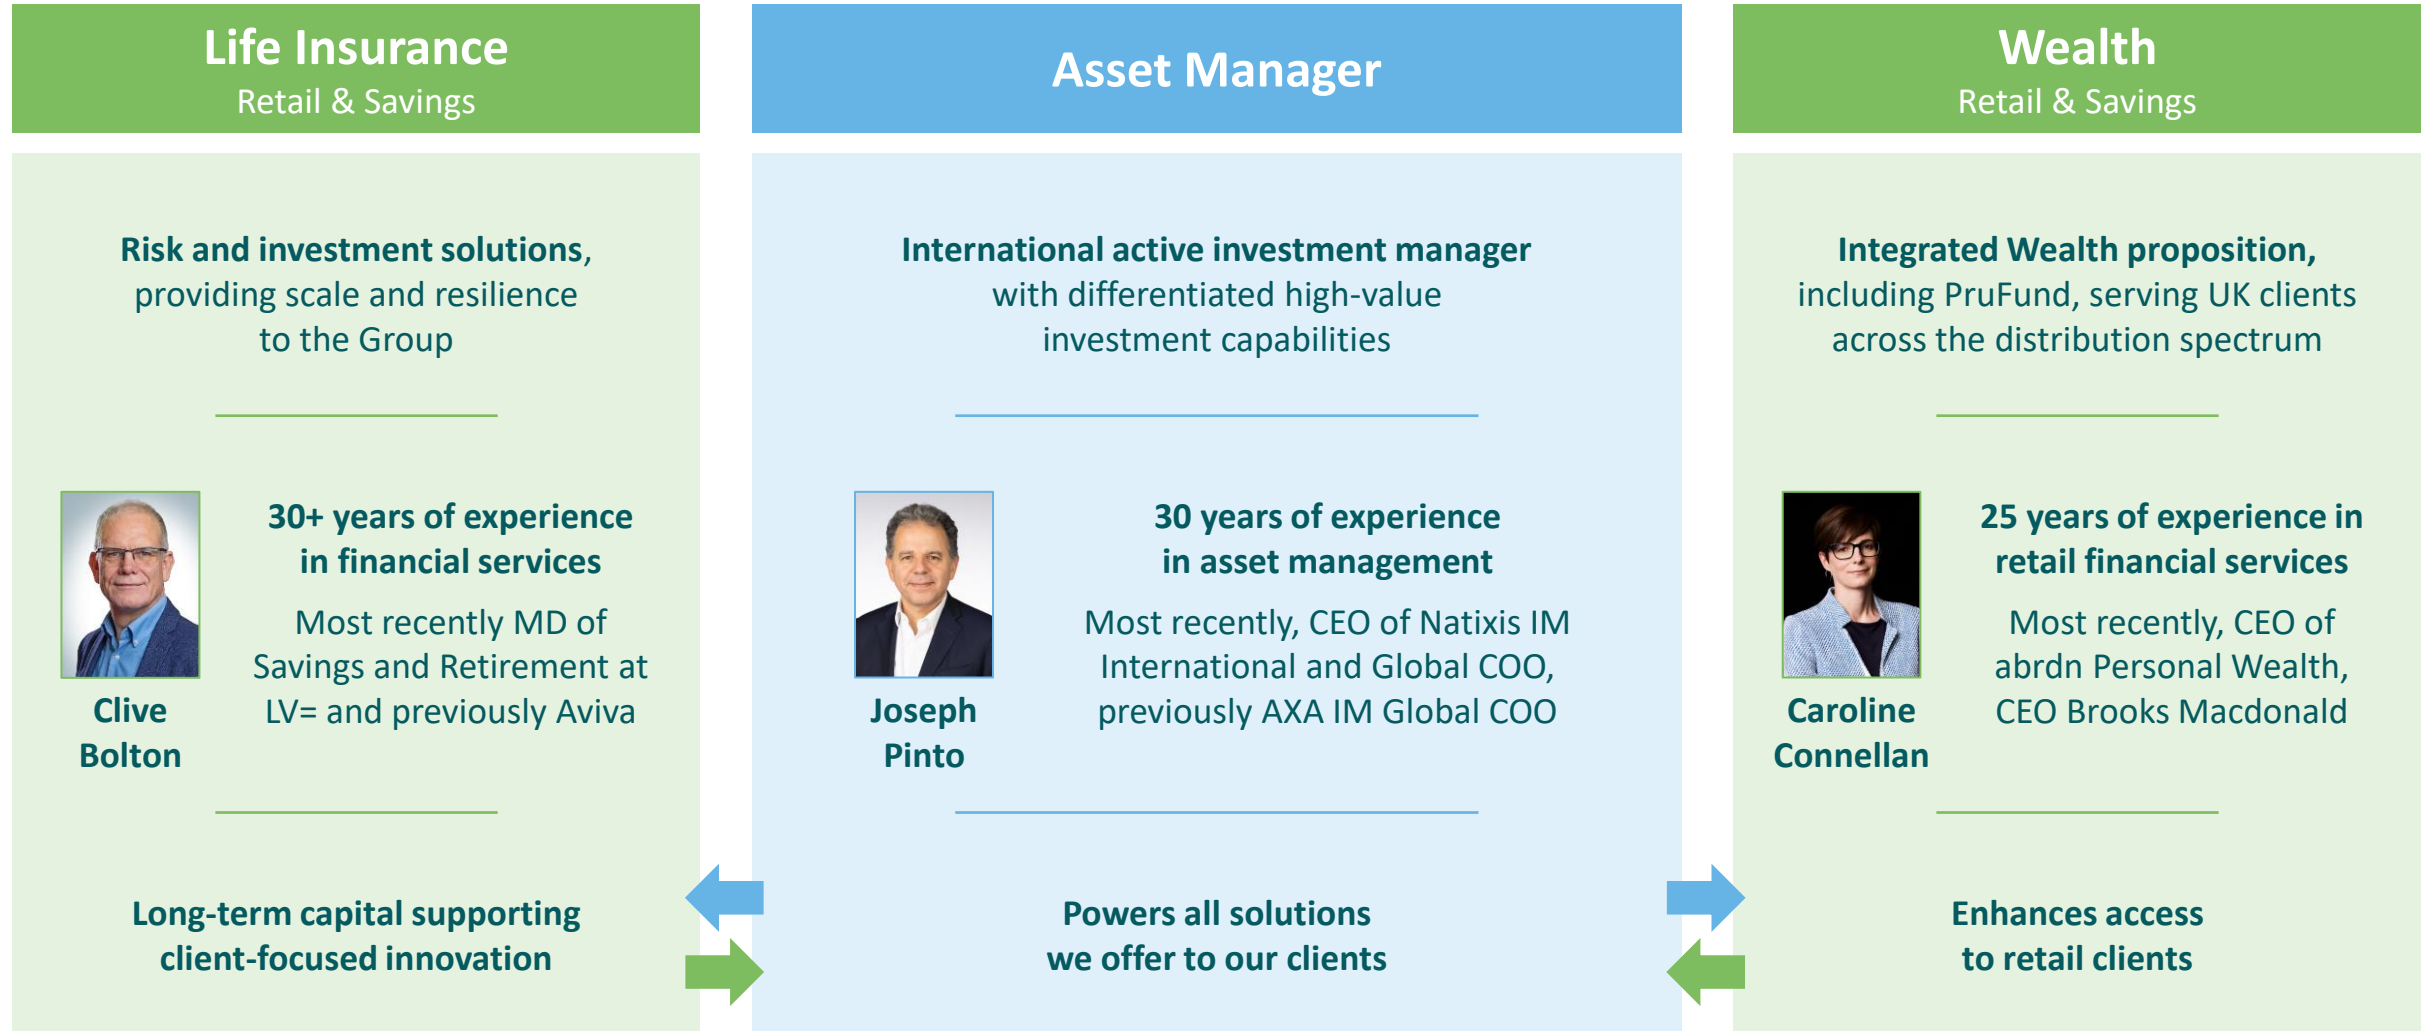 Life Insurance
Retail & Savings
Risk and investment solutions,
providing scale and resilience
to the Group
Clive
Bolton
30+ years of experience
in financial services
Most recently MD of
Savings and Retirement at
LV= and previously Aviva
Long-term capital supporting
client-focused innovation
Asset Manager
International active investment manager
with differentiated high-value
investment capabilities
Joseph
Pinto
30 years of experience
in asset management
Most recently, CEO of Natixis IM
International and Global COO,
previously AXA IM Global COO
Powers all solutions
we offer to our clients
Wealth
Retail & Savings
Integrated Wealth proposition,
including PruFund, serving UK clients
across the distribution spectrum
Caroline
Connellan
25 years of experience in
retail financial services
Most recently, CEO of
abrdn Personal Wealth,
CEO Brooks Macdonald
Enhances access
to retail clients